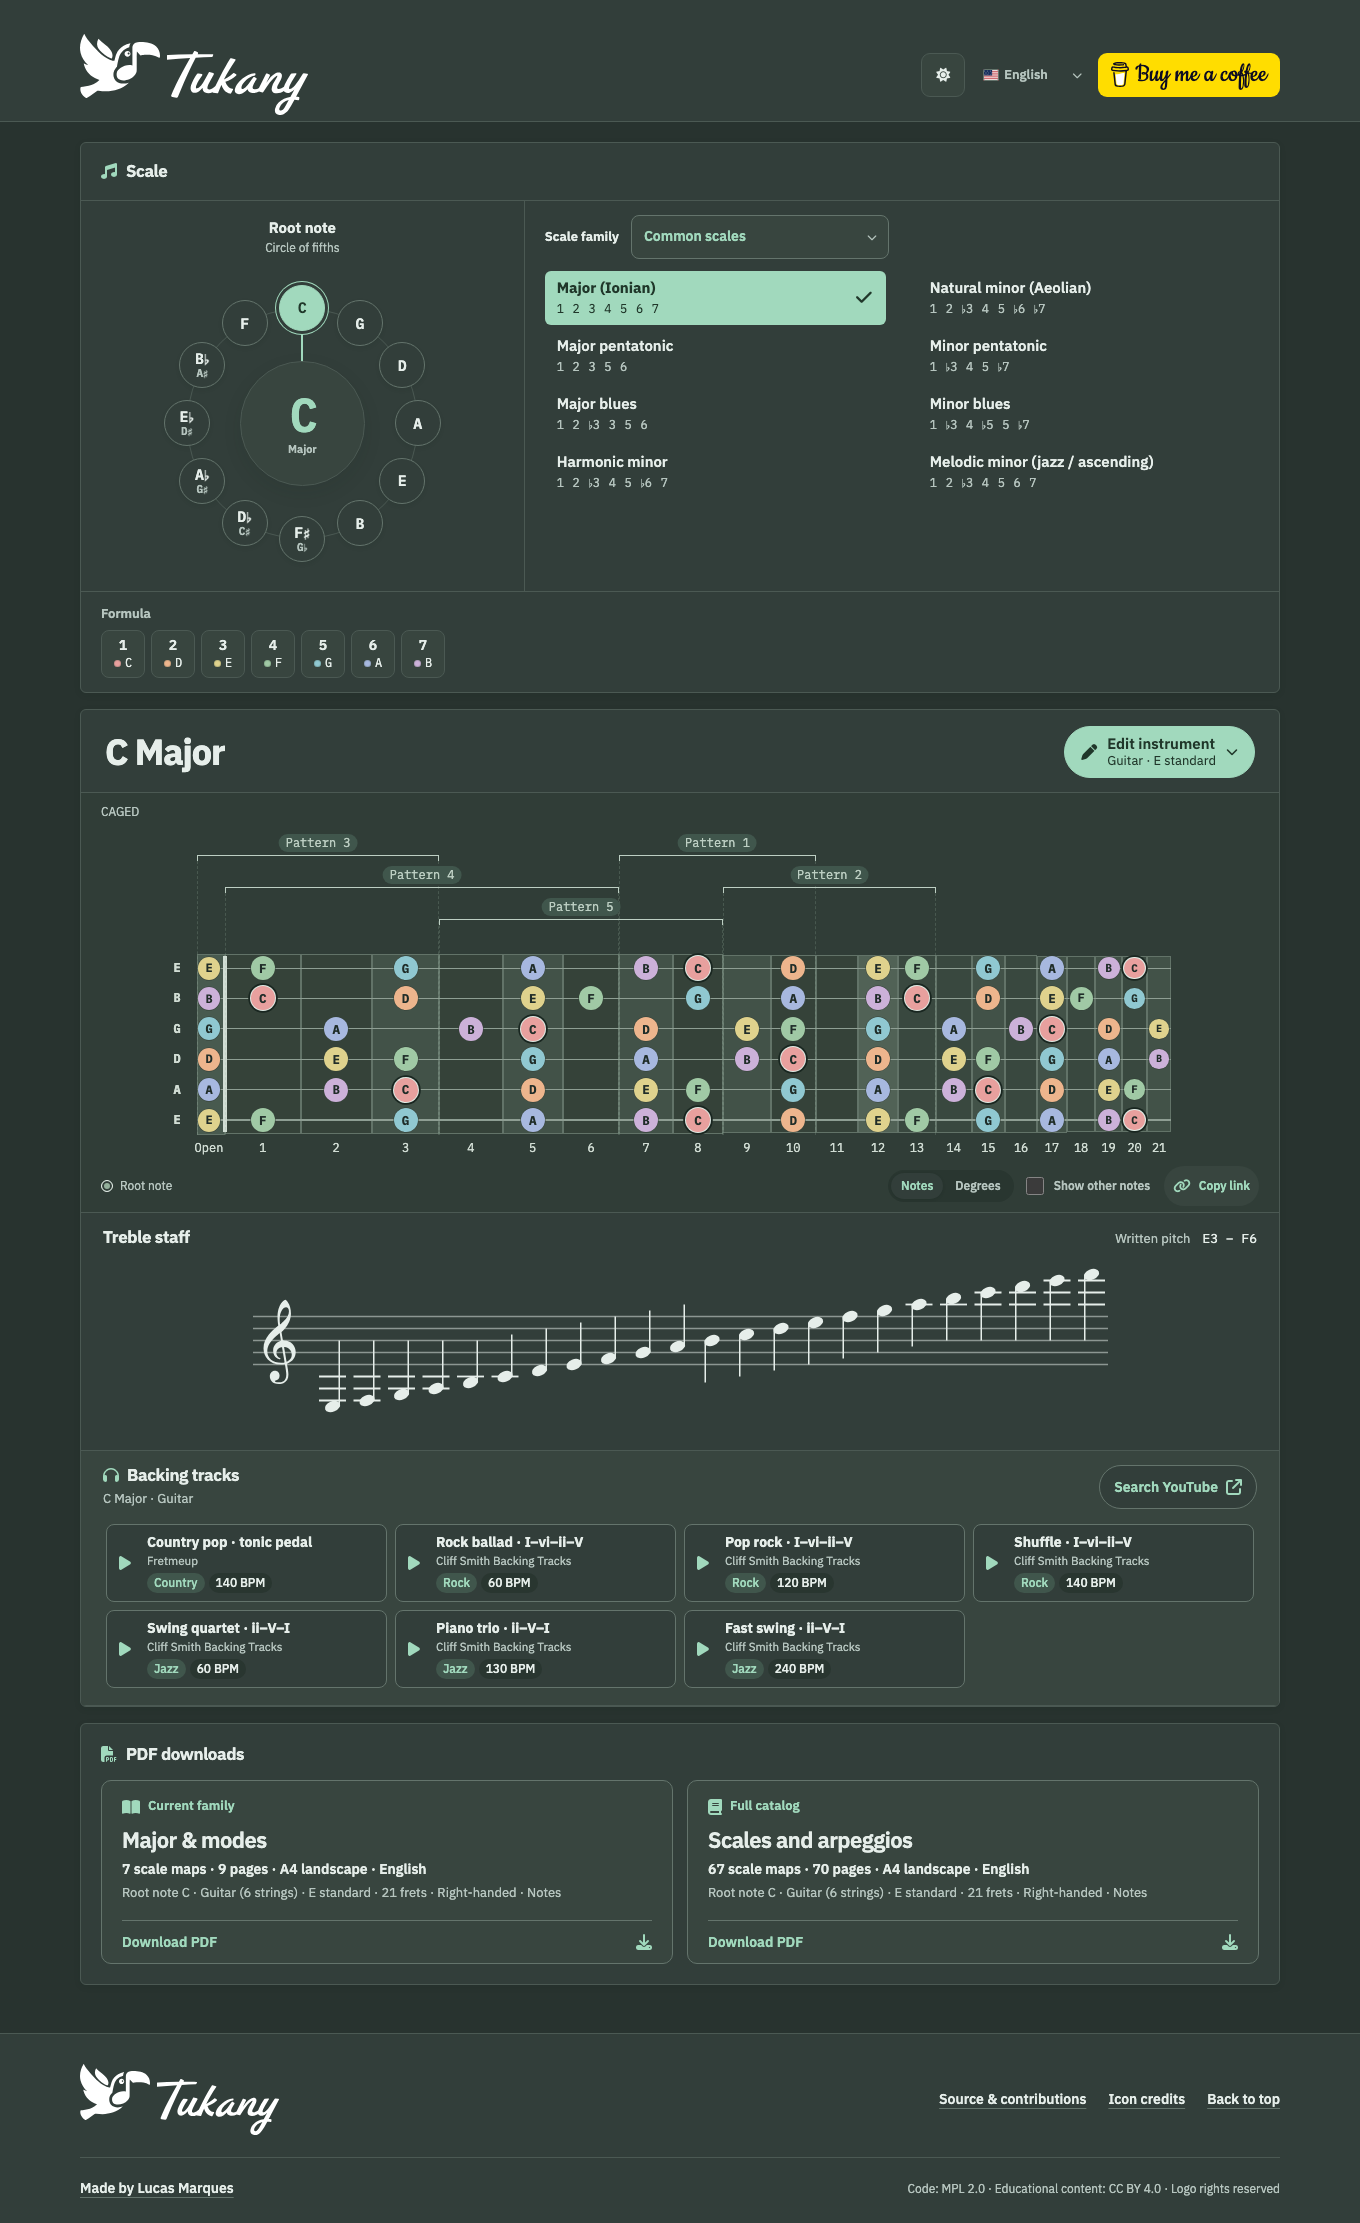 Tukany
English
Buy me a coffee
Scale
Root note
Circle of fifths
C
F
G
B♭
A♯
D
E♭
D♯
C
Major
A
A♭
G♯
E
D♭
C♯
B
F♯
G♭
Scale family
Common scales
Major (Ionian)
1 2 3 4 5 6 7
Natural minor (Aeolian)
1 2 ♭3 4 5 ♭6 ♭7
Major pentatonic
1 2 3 5 6
Minor pentatonic
1 ♭3 4 5 ♭7
Major blues
1 2 ♭3 3 5 6
Minor blues
1 ♭3 4 ♭5 5 ♭7
Harmonic minor
1 2 ♭3 4 5 ♭6 7
Melodic minor (jazz / ascending)
1 2 ♭3 4 5 6 7
Formula
1 2 3 4 5 6 7
C D E F G A B
C Major
Edit instrument
Guitar · E standard
CAGED
Pattern 3 Pattern 1
Pattern 4 Pattern 2
Pattern 5
E E F G A B C D E F G A B C
B B C D E F G A B C D E F G
G G A B C D E F G A B C D E
D D E F G A B C D E F G A B
A A B C D E F G A B C D E F
E E F G A B C D E F G A B C
Open 1 2 3 4 5 6 7 8 9 10 11 12 13 14 15 16 17 18 19 20 21
Root note
Notes Degrees Show other notes Copy link
Treble staff
Written pitch E3 – F6
Backing tracks
C Major · Guitar
Search YouTube
Country pop · tonic pedal
Fretmeup
Country 140 BPM
Rock ballad · I–vi–ii–V
Cliff Smith Backing Tracks
Rock 60 BPM
Pop rock · I–vi–ii–V
Cliff Smith Backing Tracks
Rock 120 BPM
Shuffle · I–vi–ii–V
Cliff Smith Backing Tracks
Rock 140 BPM
Swing quartet · ii–V–I
Cliff Smith Backing Tracks
Jazz 60 BPM
Piano trio · ii–V–I
Cliff Smith Backing Tracks
Jazz 130 BPM
Fast swing · ii–V–I
Cliff Smith Backing Tracks
Jazz 240 BPM
PDF
PDF downloads
Current family
Major & modes
7 scale maps · 9 pages · A4 landscape · English
Root note C · Guitar (6 strings) · E standard · 21 frets · Right-handed · Notes
Download PDF
Full catalog
Scales and arpeggios
67 scale maps · 70 pages · A4 landscape · English
Root note C · Guitar (6 strings) · E standard · 21 frets · Right-handed · Notes
Download PDF
Tukany
Source & contributions Icon credits Back to top
Made by Lucas Marques
Code: MPL 2.0 · Educational content: CC BY 4.0 · Logo rights reserved